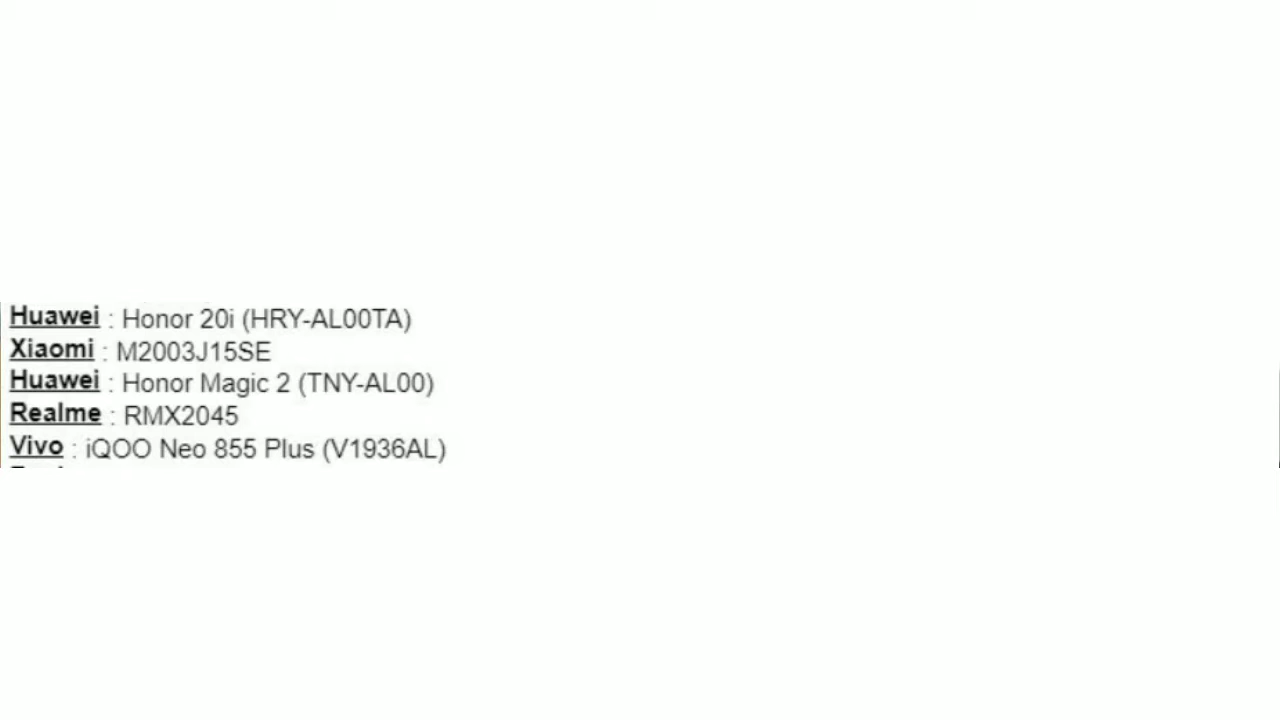 Huawei : Honor 20i (HRY-AL00TA)
Xiaomi : M2003J15SE
Huawei : Honor Magic 2 (TNY-AL00)
Realme : RMX2045
Vivo : iQOO Neo 855 Plus (V1936AL)